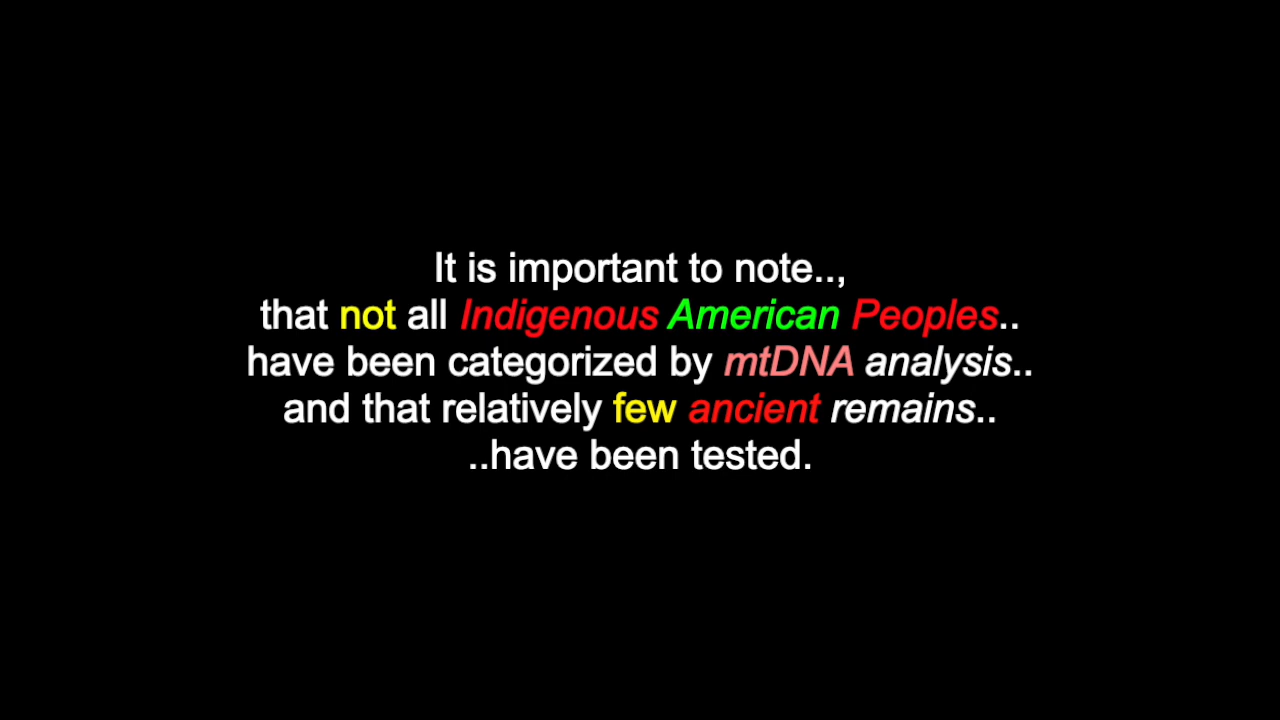 It is important to note..,
that not all Indigenous American Peoples..
have been categorized by mtDNA analysis..
and that relatively few ancient remains..
..have been tested.